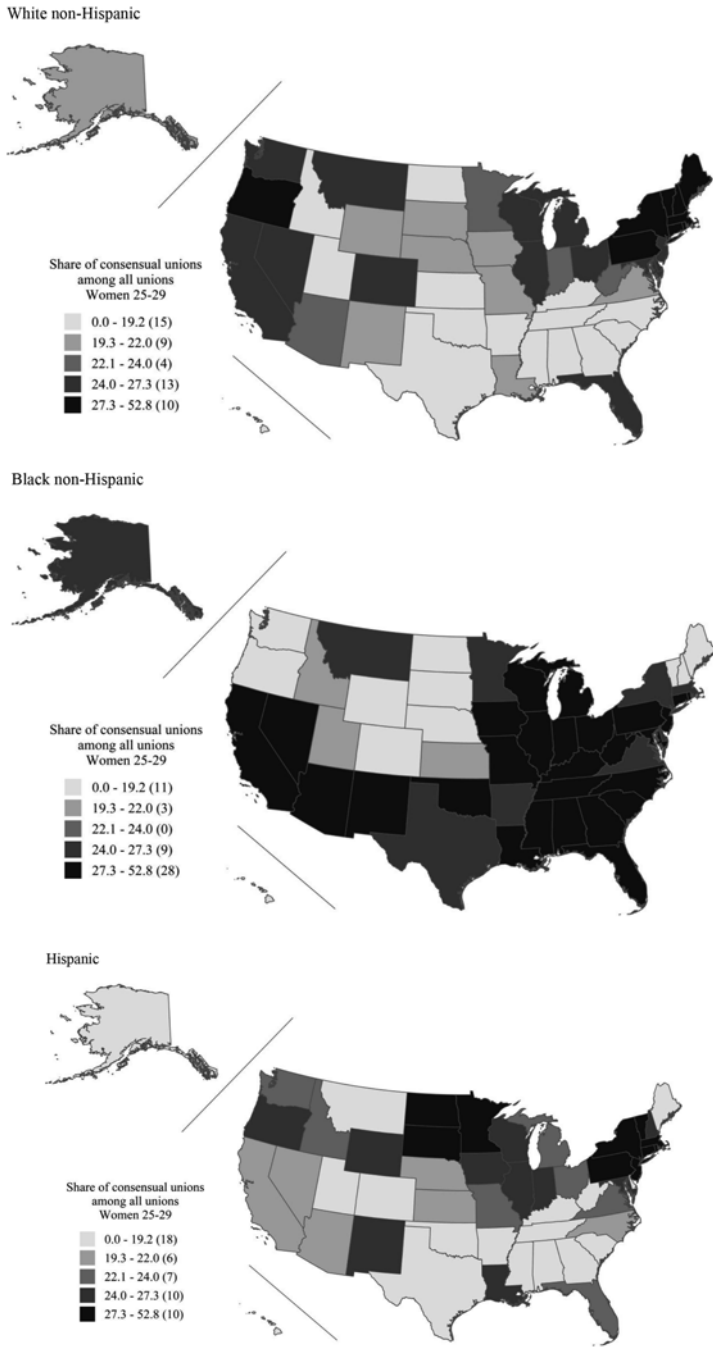 White non-Hispanic
Share of consensual unions
among all unions
Women 25-29
0.0 - 19.2 (15)
19.3 - 22.0 (9)
22.1 - 24.0 (4)
24.0 - 27.3 (13)
27.3 - 52.8 (10)
Black non-Hispanic
Share of consensual unions
among all unions
Women 25-29
0.0 - 19.2 (11)
19.3 - 22.0 (3)
22.1 - 24.0 (0)
24.0 - 27.3 (9)
27.3 - 52.8 (28)
Hispanic
Share of consensual unions
among all unions
Women 25-29
0.0 - 19.2 (18)
19.3 - 22.0 (6)
22.1 - 24.0 (7)
24.0 - 27.3 (10)
27.3 - 52.8 (10)